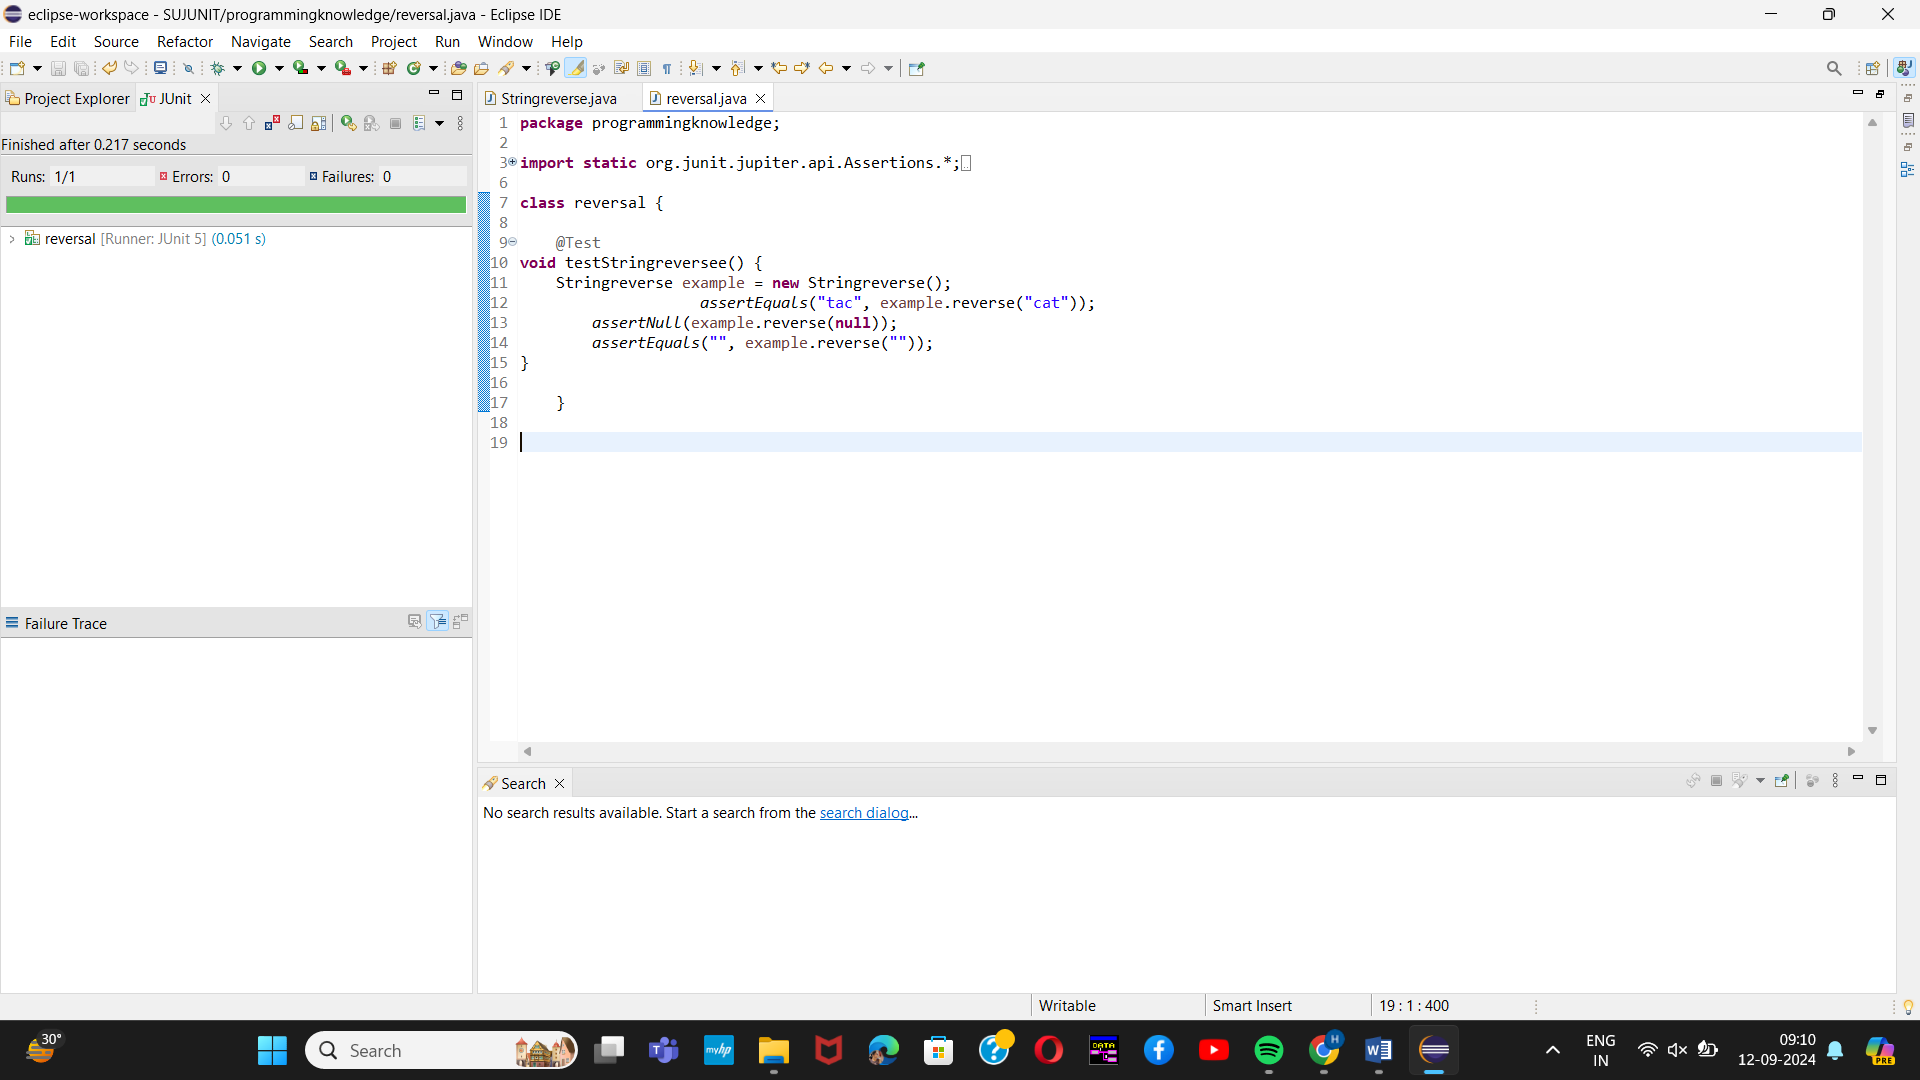 eclipse-workspace - SUJUNIT/programmingknowledge/reversal.java - Eclipse IDE
File Edit Source Refactor Navigate Search Project Run Window Help
Project Explorer JUnit
Finished after 0.217 seconds
Runs: 1/1 Errors: 0 Failures: 0
reversal [Runner: JUnit 5] (0.051 s)
Failure Trace
Stringreverse.java reversal.java
1 package programmingknowledge;
2
3 import static org.junit.jupiter.api.Assertions.*;
6
7 class reversal {
8
9 @Test
10 void testStringreversee() {
11 Stringreverse example = new Stringreverse();
12 assertEquals("tac", example.reverse("cat"));
13 assertNull(example.reverse(null));
14 assertEquals("", example.reverse(""));
15 }
16
17 }
18
19
Search
No search results available. Start a search from the search dialog...
Writable Smart Insert 19 : 1 : 400
30°
Search
myhp
DATA
H
ENG
IN
09:10
12-09-2024
PRE